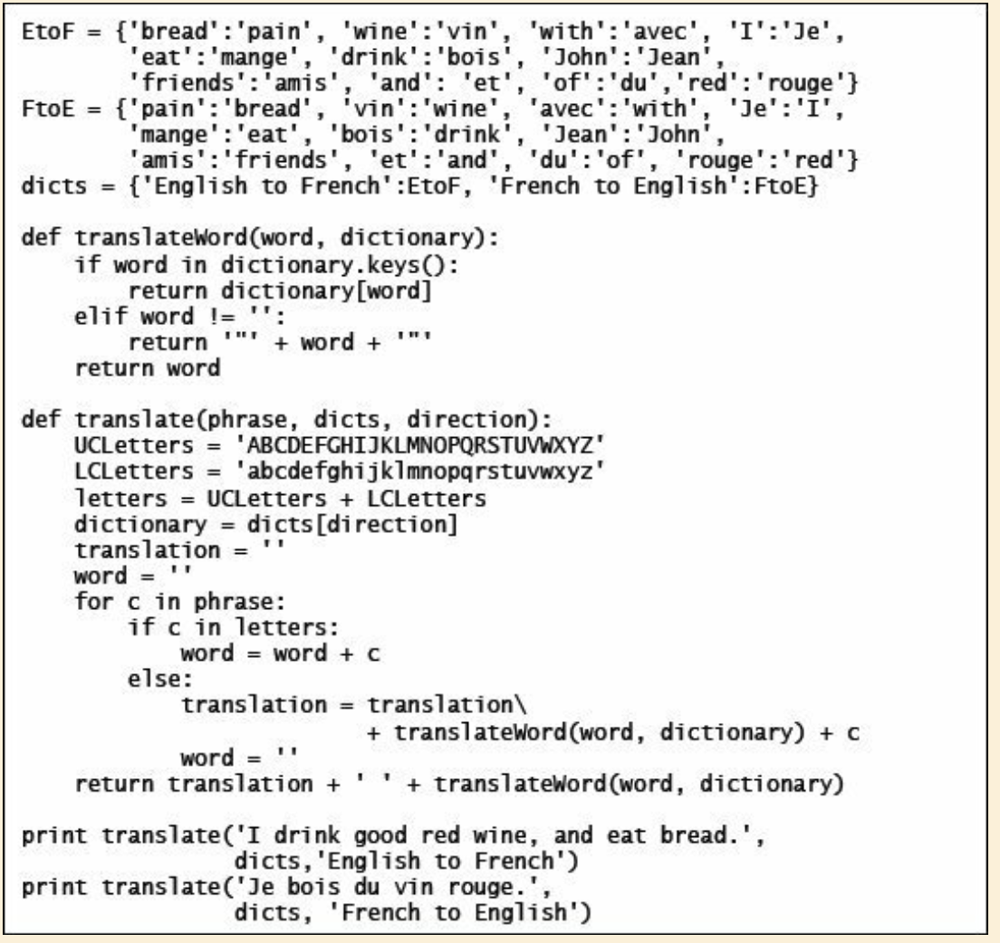 EtoF = {'bread':'pain', 'wine':'vin', 'with':'avec', 'I':'Je',
        'eat':'mange', 'drink':'bois', 'John':'Jean',
        'friends':'amis', 'and': 'et', 'of':'du','red':'rouge'}
FtoE = {'pain':'bread', 'vin':'wine', 'avec':'with', 'Je':'I',
        'mange':'eat', 'bois':'drink', 'Jean':'John',
        'amis':'friends', 'et':'and', 'du':'of', 'rouge':'red'}
dicts = {'English to French':EtoF, 'French to English':FtoE}

def translateWord(word, dictionary):
    if word in dictionary.keys():
        return dictionary[word]
    elif word != '':
        return '"' + word + '"'
    return word

def translate(phrase, dicts, direction):
    UCLetters = 'ABCDEFGHIJKLMNOPQRSTUVWXYZ'
    LCLetters = 'abcdefghijklmnopqrstuvwxyz'
    letters = UCLetters + LCLetters
    dictionary = dicts[direction]
    translation = ''
    word = ''
    for c in phrase:
        if c in letters:
            word = word + c
        else:
            translation = translation\
                          + translateWord(word, dictionary) + c
            word = ''
    return translation + ' ' + translateWord(word, dictionary)

print translate('I drink good red wine, and eat bread.',
                dicts,'English to French')
print translate('Je bois du vin rouge.',
                dicts, 'French to English')